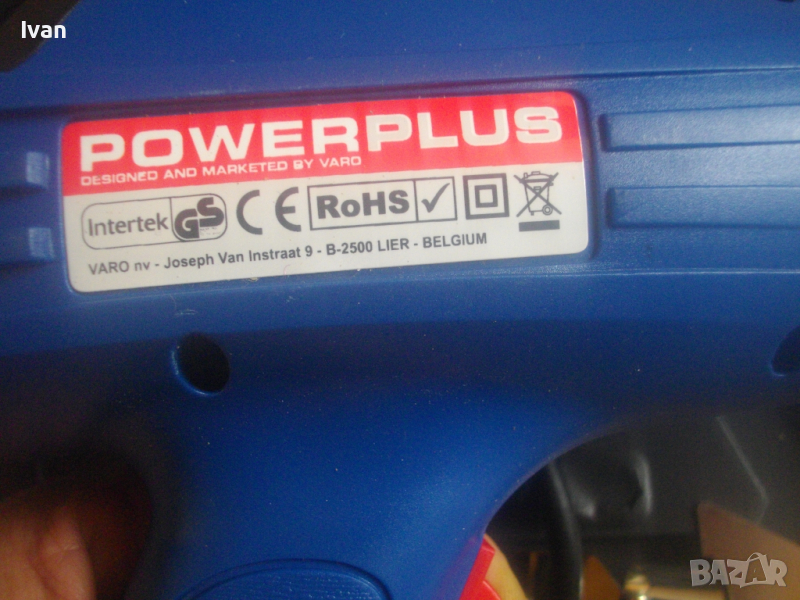 Ivan
POWERPLUS
DESIGNED AND MARKETED BY VARO
Intertek GS CE RoHS ✓
VARO nv - Joseph Van Instraat 9 - B-2500 LIER - BELGIUM
BAZAR